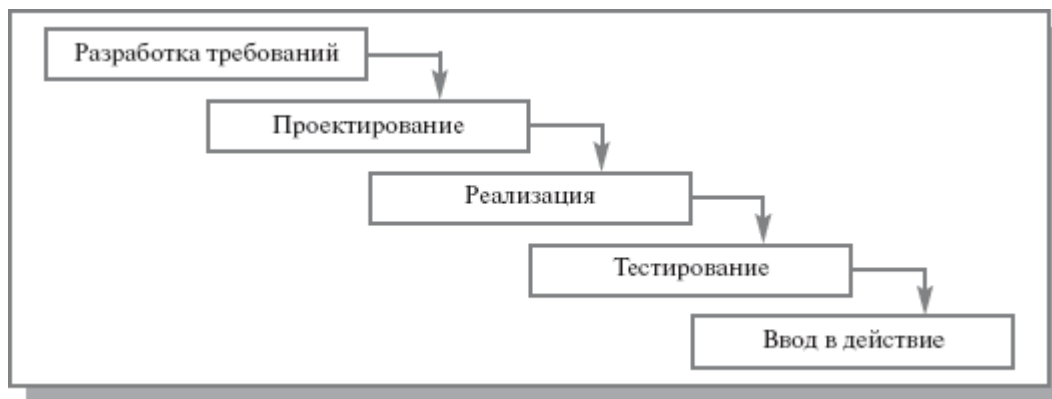 Разработка требований
Проектирование
Реализация
Тестирование
Ввод в действие